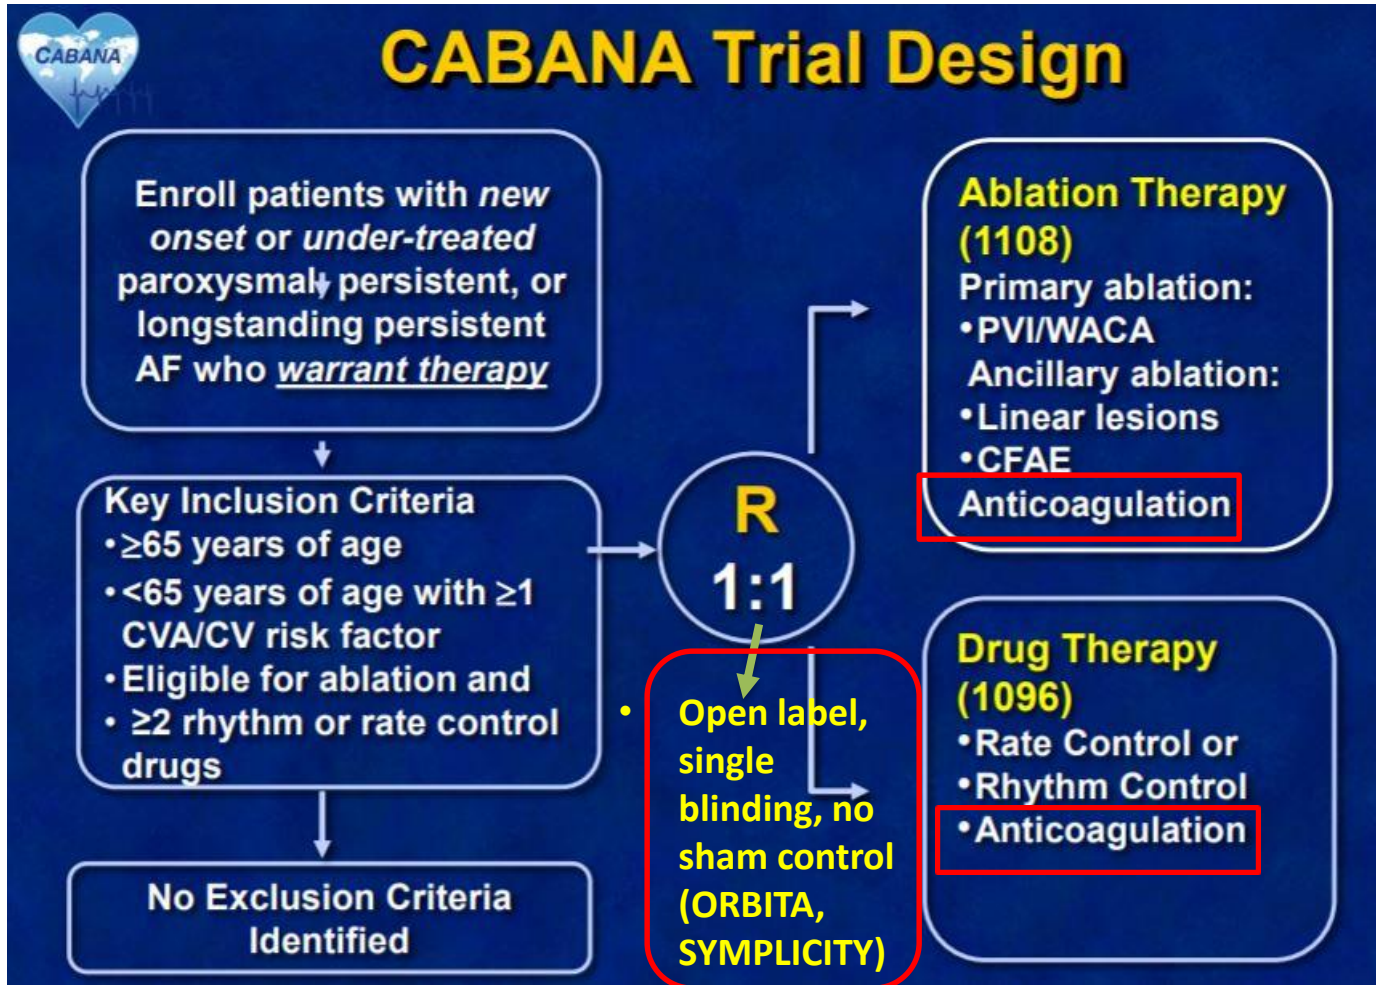 CABANA
CABANA Trial Design
Enroll patients with new
onset or under-treated
paroxysmal, persistent, or
longstanding persistent
AF who warrant therapy
Key Inclusion Criteria
•≥65 years of age
•<65 years of age with ≥1
CVA/CV risk factor
•Eligible for ablation and
• ≥2 rhythm or rate control
drugs
No Exclusion Criteria
Identified
R
1:1
• Open label,
single
blinding, no
sham control
(ORBITA,
SYMPLICITY)
Ablation Therapy
(1108)
Primary ablation:
•PVI/WACA
Ancillary ablation:
•Linear lesions
•CFAE
Anticoagulation
Drug Therapy
(1096)
•Rate Control or
•Rhythm Control
•Anticoagulation